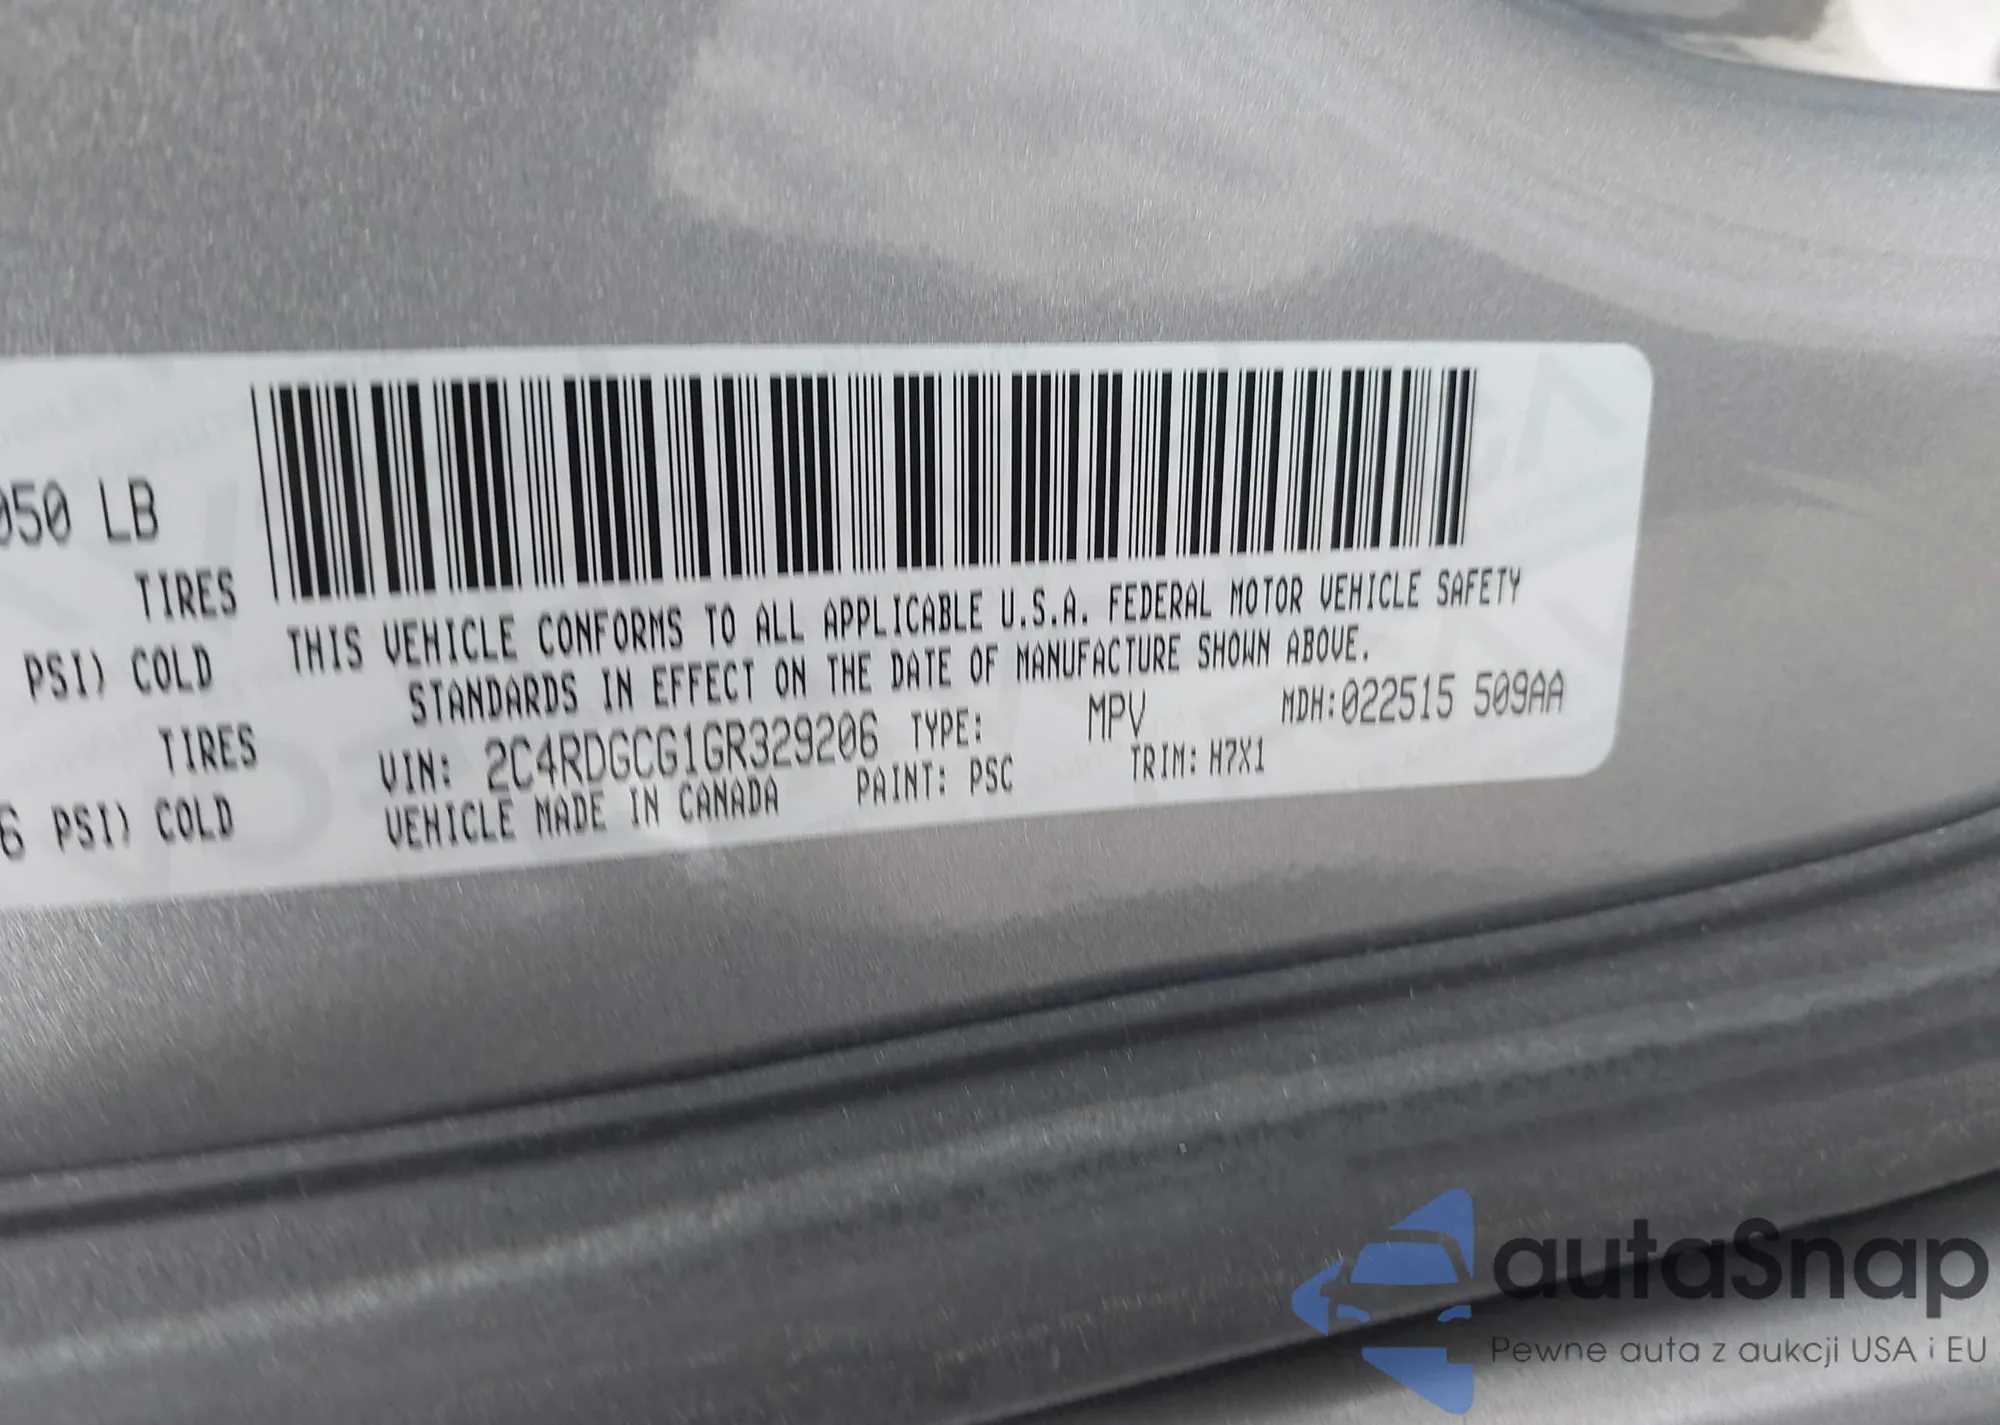 050 LB
TIRES
PSI) COLD
TIRES
6 PSI) COLD
THIS VEHICLE CONFORMS TO ALL APPLICABLE U.S.A. FEDERAL MOTOR VEHICLE SAFETY
STANDARDS IN EFFECT ON THE DATE OF MANUFACTURE SHOWN ABOVE.
VIN: 2C4RDGCG1GR329206 TYPE: MPV MDH:022515 509AA
VEHICLE MADE IN CANADA PAINT: PSC TRIM: H7X1
autaSnap
Pewne auta z aukcji USA i EU